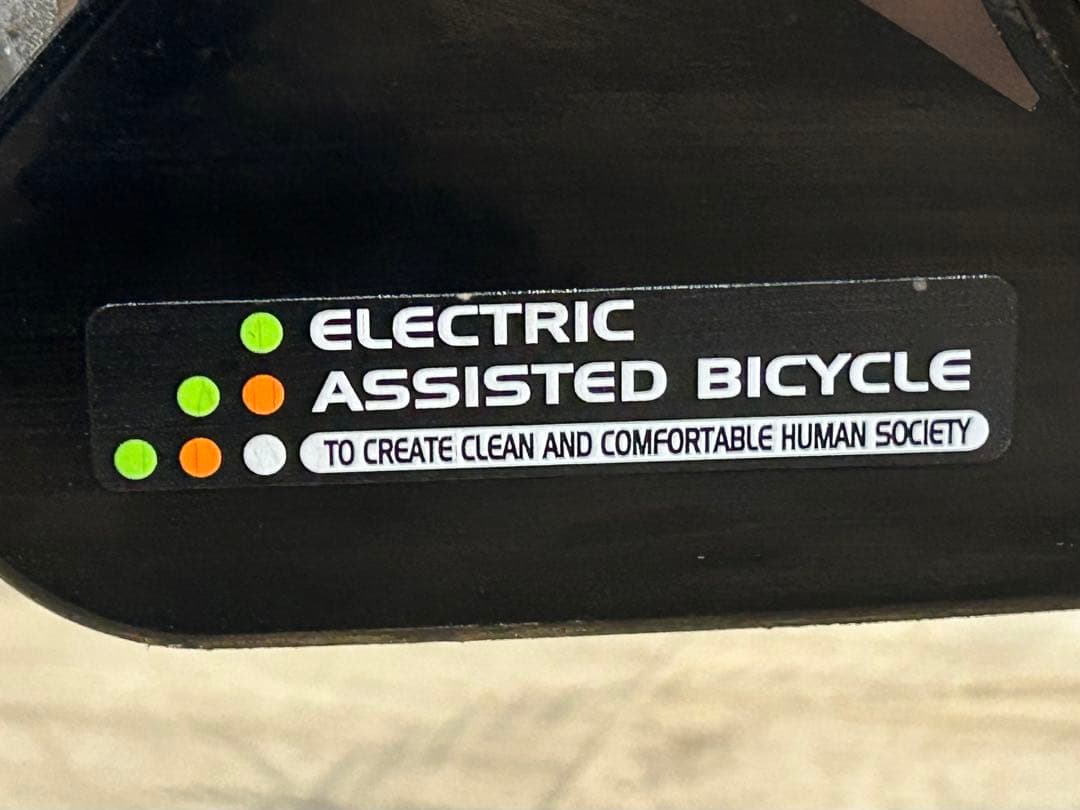 ELECTRIC
ASSISTED BICYCLE
TO CREATE CLEAN AND COMFORTABLE HUMAN SOCIETY